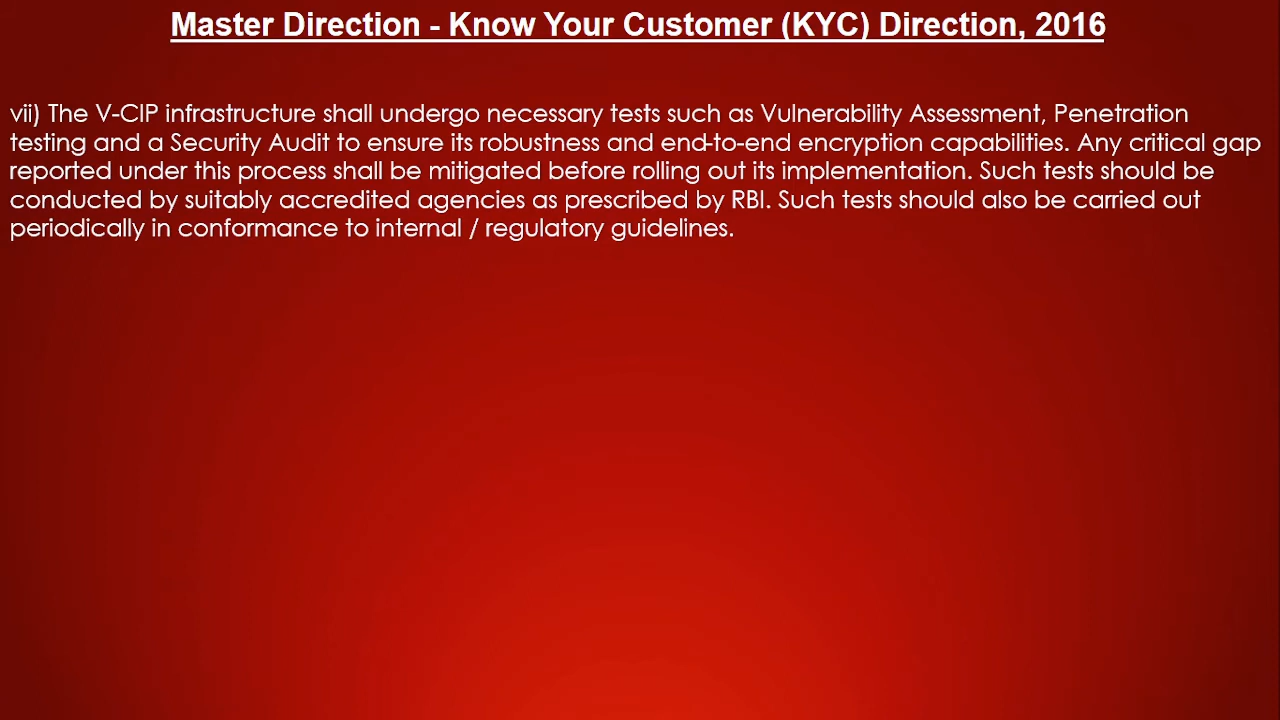 Master Direction - Know Your Customer (KYC) Direction, 2016
vii) The V-CIP infrastructure shall undergo necessary tests such as Vulnerability Assessment, Penetration
testing and a Security Audit to ensure its robustness and end-to-end encryption capabilities. Any critical gap
reported under this process shall be mitigated before rolling out its implementation. Such tests should be
conducted by suitably accredited agencies as prescribed by RBI. Such tests should also be carried out
periodically in conformance to internal / regulatory guidelines.